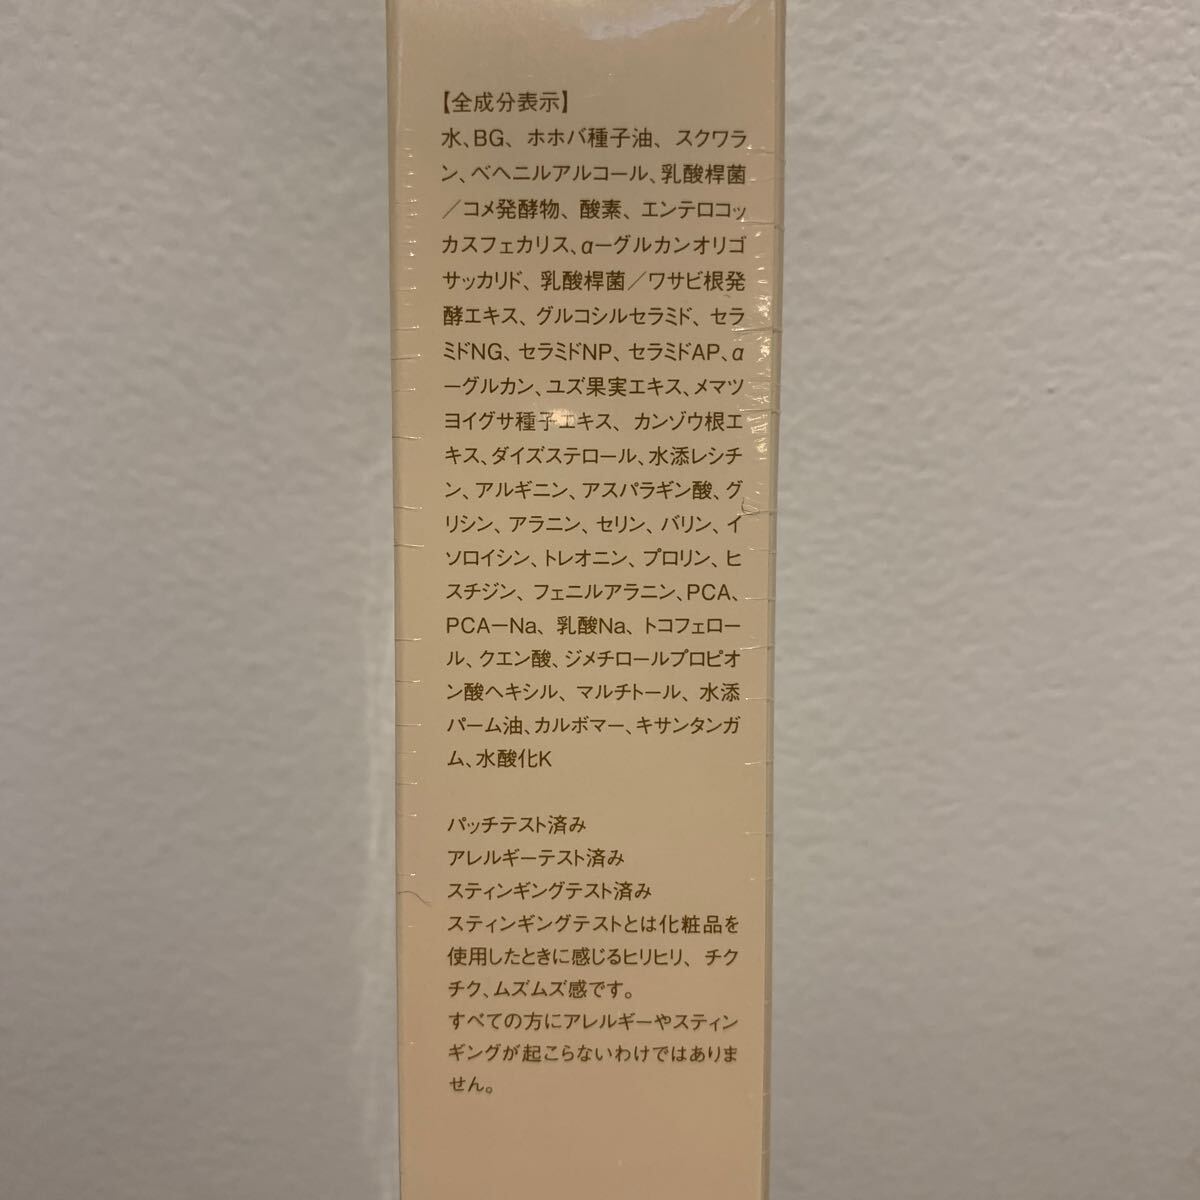 【全成分表示】
水、BG、ホホバ種子油、スクワラ
ン、ベヘニルアルコール、乳酸桿菌
／コメ発酵物、酸素、エンテロコッ
カスフェカリス、αーグルカンオリゴ
サッカリド、乳酸桿菌／ワサビ根発
酵エキス、グルコシルセラミド、セラ
ミドNG、セラミドNP、セラミドAP、α
ーグルカン、ユズ果実エキス、メマツ
ヨイグサ種子エキス、カンゾウ根エ
キス、ダイズステロール、水添レシチ
ン、アルギニン、アスパラギン酸、グ
リシン、アラニン、セリン、バリン、イ
ソロイシン、トレオニン、プロリン、ヒ
スチジン、フェニルアラニン、PCA、
PCAーNa、乳酸Na、トコフェロー
ル、クエン酸、ジメチロールプロピオ
ン酸ヘキシル、マルチトール、水添
パーム油、カルボマー、キサンタンガ
ム、水酸化K
パッチテスト済み
アレルギーテスト済み
スティンギングテスト済み
スティンギングテストとは化粧品を
使用したときに感じるヒリヒリ、チク
チク、ムズムズ感です。
すべての方にアレルギーやスティン
ギングが起こらないわけではありま
せん。